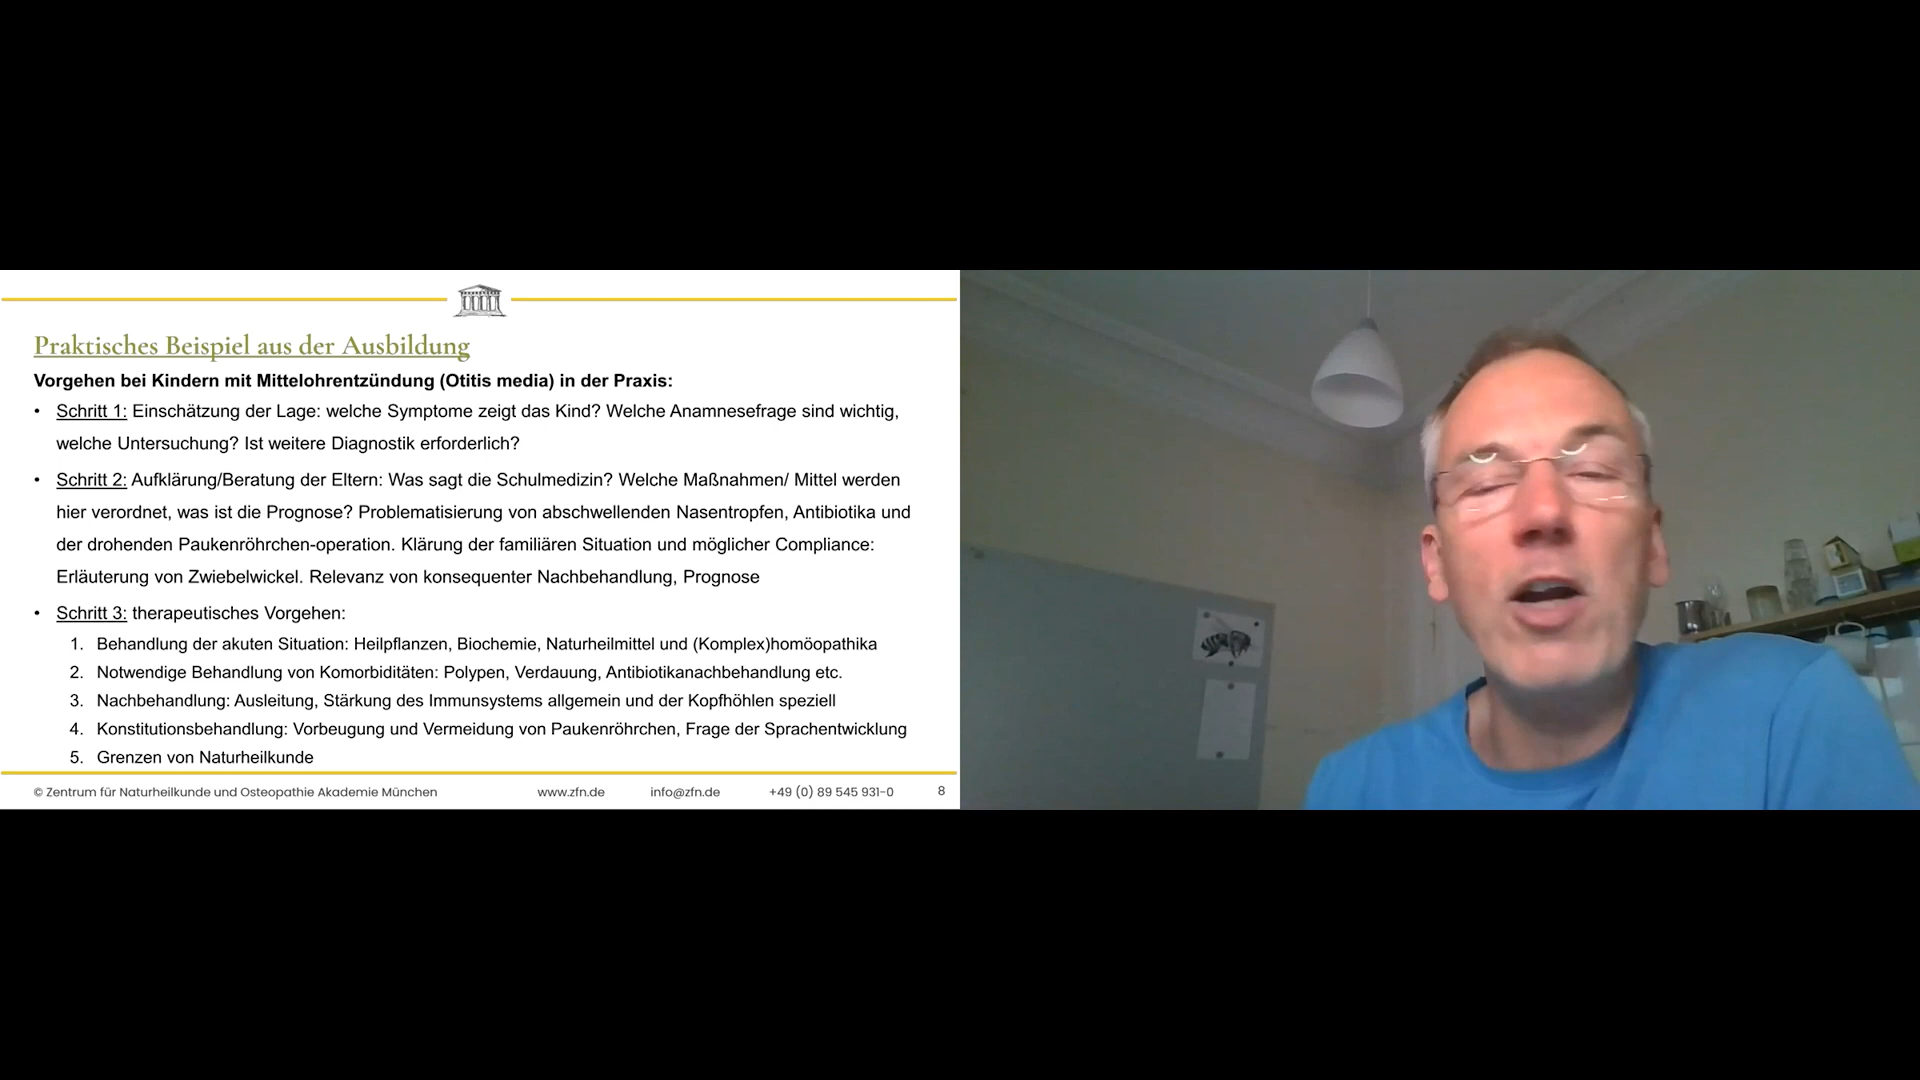 Praktisches Beispiel aus der Ausbildung
Vorgehen bei Kindern mit Mittelohrentzündung (Otitis media) in der Praxis:
• Schritt 1: Einschätzung der Lage: welche Symptome zeigt das Kind? Welche Anamnesefrage sind wichtig,
welche Untersuchung? Ist weitere Diagnostik erforderlich?
• Schritt 2: Aufklärung/Beratung der Eltern: Was sagt die Schulmedizin? Welche Maßnahmen/ Mittel werden
hier verordnet, was ist die Prognose? Problematisierung von abschwellenden Nasentropfen, Antibiotika und
der drohenden Paukenröhrchen-operation. Klärung der familiären Situation und möglicher Compliance:
Erläuterung von Zwiebelwickel. Relevanz von konsequenter Nachbehandlung, Prognose
• Schritt 3: therapeutisches Vorgehen:
1. Behandlung der akuten Situation: Heilpflanzen, Biochemie, Naturheilmittel und (Komplex)homöopathika
2. Notwendige Behandlung von Komorbiditäten: Polypen, Verdauung, Antibiotikanachbehandlung etc.
3. Nachbehandlung: Ausleitung, Stärkung des Immunsystems allgemein und der Kopfhöhlen speziell
4. Konstitutionsbehandlung: Vorbeugung und Vermeidung von Paukenröhrchen, Frage der Sprachentwicklung
5. Grenzen von Naturheilkunde
© Zentrum für Naturheilkunde und Osteopathie Akademie München www.zfn.de info@zfn.de +49 (0) 89 545 931-0 8